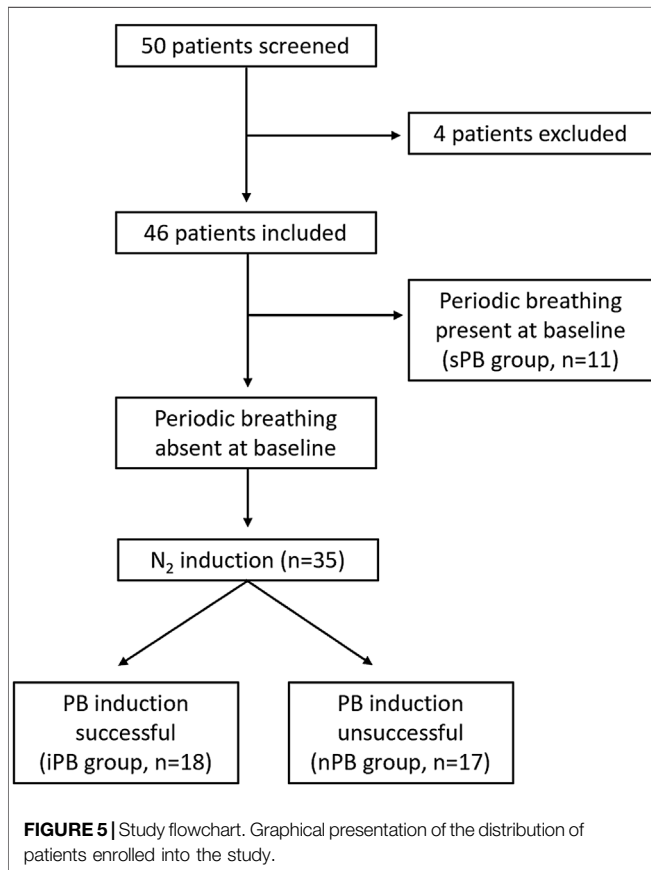 50 patients screened
4 patients excluded
46 patients included
Periodic breathing
present at baseline
(sPB group, n=11)
Periodic breathing
absent at baseline
N₂ induction (n=35)
PB induction
successful
(iPB group, n=18)
PB induction
unsuccessful
(nPB group, n=17)
FIGURE 5 | Study flowchart. Graphical presentation of the distribution of
patients enrolled into the study.